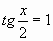 tg x/2 = 1